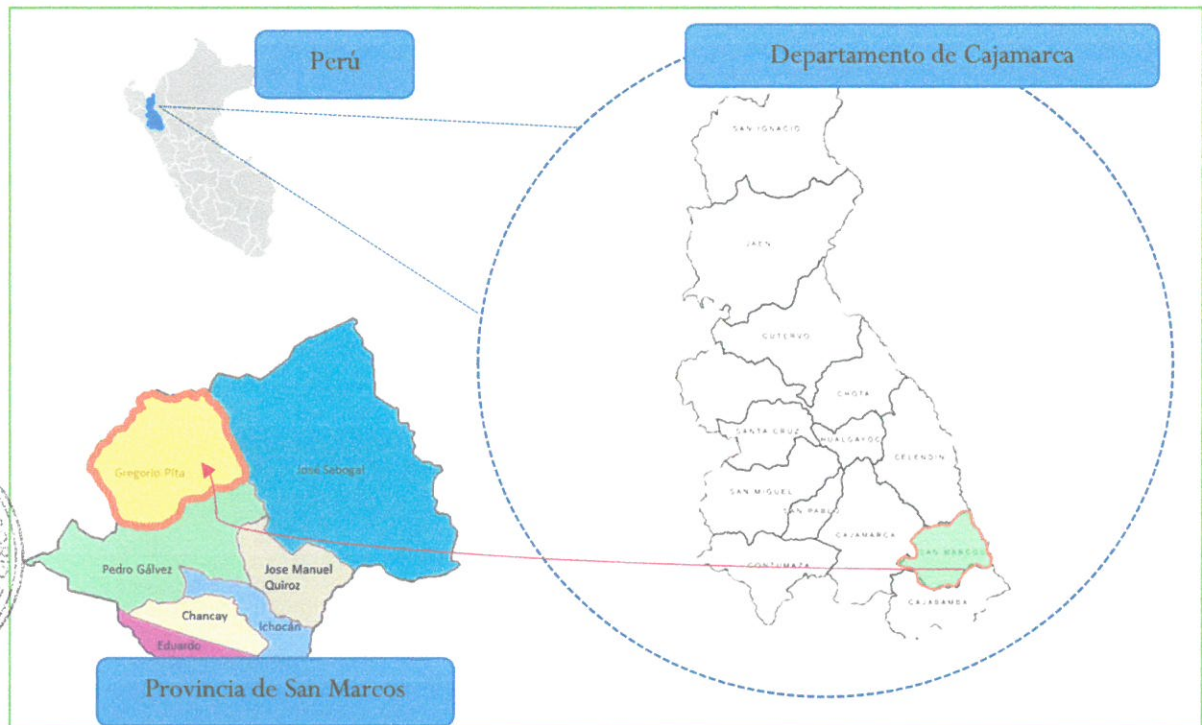 Perú
Departamento de Cajamarca
SAN IGNACIO
JAEN
CUTERVO
CHOTA
SANTA CRUZ
HUALGAYOC
CELENDIN
SAN MIGUEL
SAN PABLO
CAJAMARCA
SAN MARCOS
CONTUMAZA
CAJABAMBA
Gregorio Pita
José Sabogal
Pedro Gálvez
Jose Manuel
Quiroz
Chancay
Ichocán
Eduardo
Provincia de San Marcos